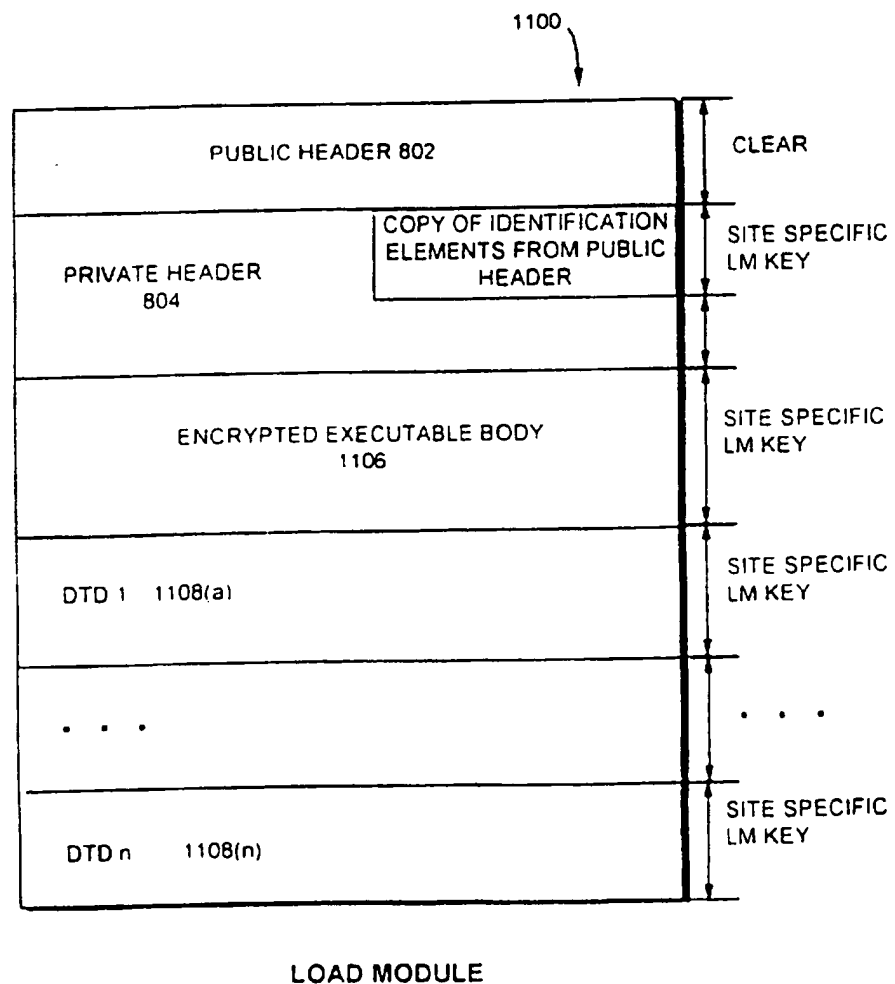 1100
PUBLIC HEADER 802
CLEAR
COPY OF IDENTIFICATION
ELEMENTS FROM PUBLIC
HEADER
PRIVATE HEADER
804
SITE SPECIFIC
LM KEY
ENCRYPTED EXECUTABLE BODY
1106
SITE SPECIFIC
LM KEY
DTD 1 1108(a)
SITE SPECIFIC
LM KEY
. . .
. . .
DTD n 1108(n)
SITE SPECIFIC
LM KEY
LOAD MODULE